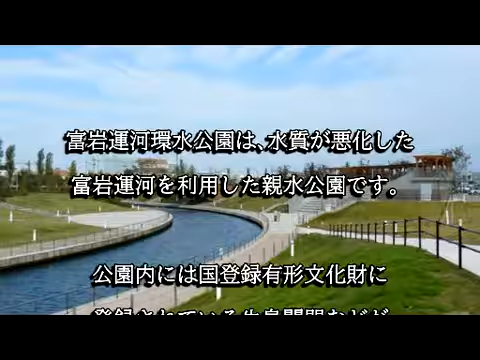 富岩運河環水公園は、水質が悪化した
富岩運河を利用した親水公園です。
公園内には国登録有形文化財に